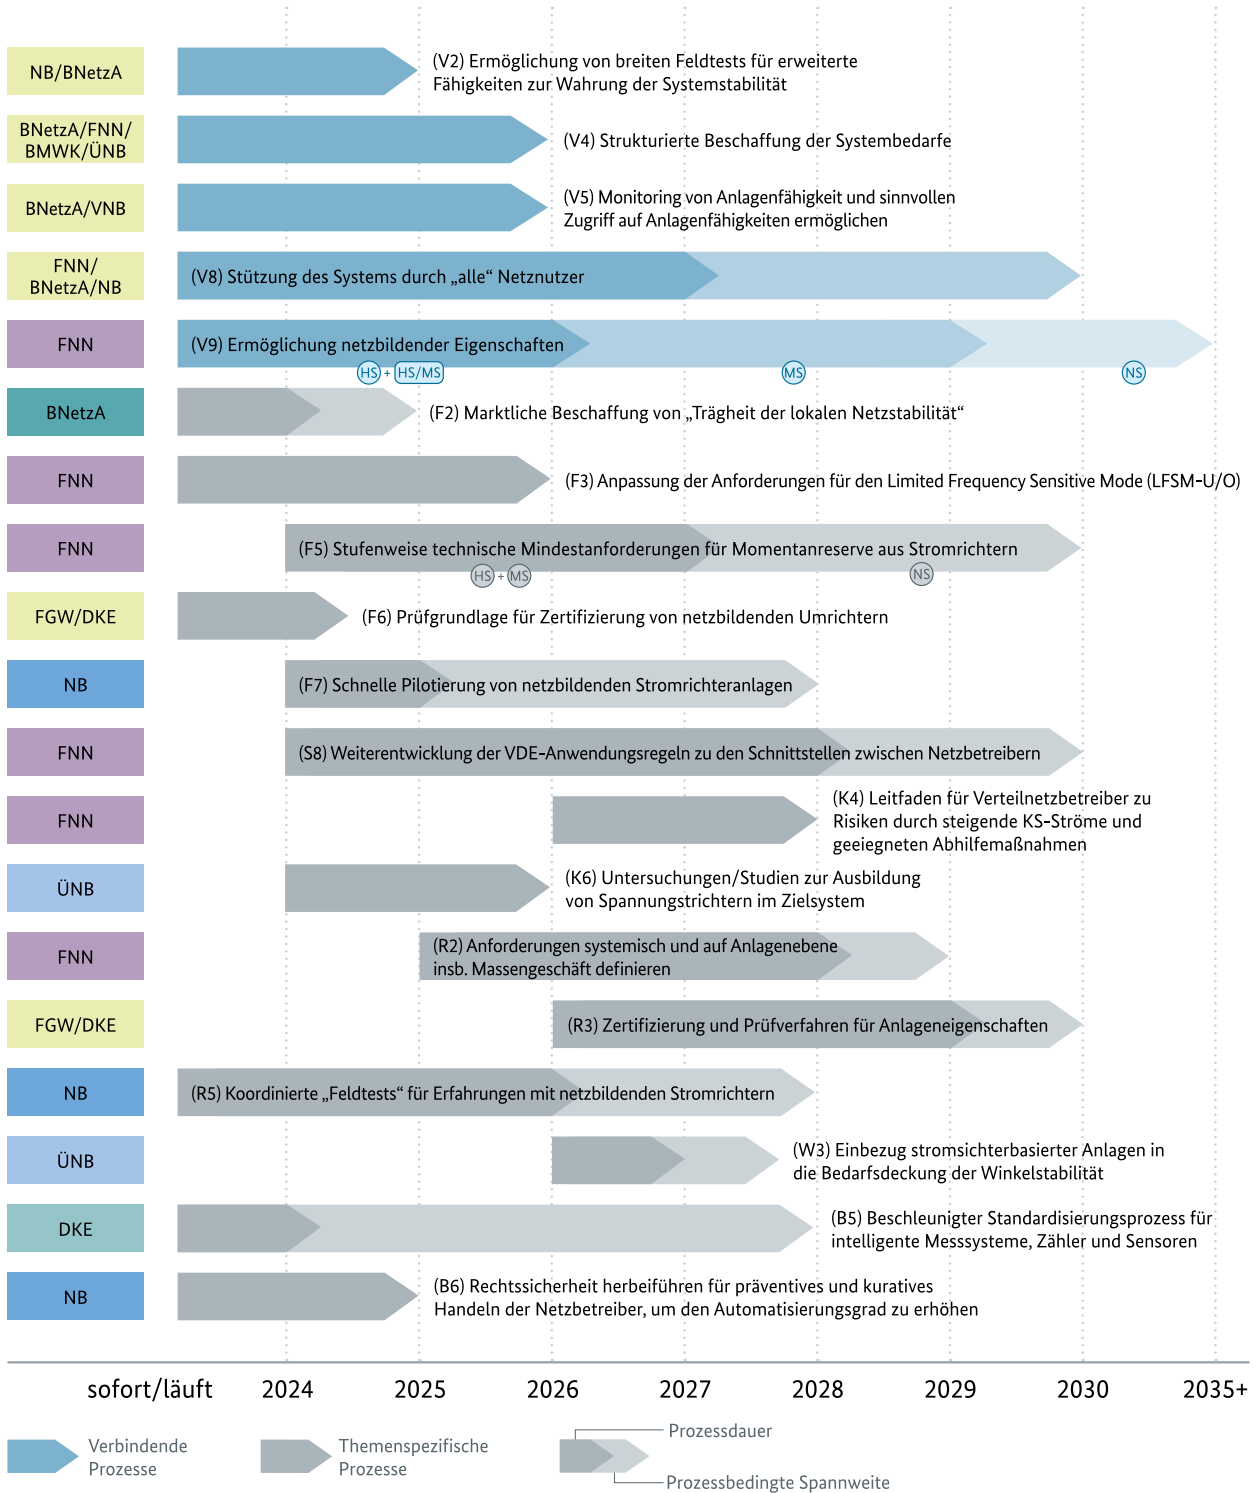 NB/BNetzA
(V2) Ermöglichung von breiten Feldtests für erweiterte
Fähigkeiten zur Wahrung der Systemstabilität
BNetzA/FNN/
BMWK/ÜNB
(V4) Strukturierte Beschaffung der Systembedarfe
BNetzA/VNB
(V5) Monitoring von Anlagenfähigkeit und sinnvollen
Zugriff auf Anlagenfähigkeiten ermöglichen
FNN/
BNetzA/NB
(V8) Stützung des Systems durch „alle“ Netznutzer
FNN
(V9) Ermöglichung netzbildender Eigenschaften
HS + HS/MS
MS
NS
BNetzA
(F2) Marktliche Beschaffung von „Trägheit der lokalen Netzstabilität“
FNN
(F3) Anpassung der Anforderungen für den Limited Frequency Sensitive Mode (LFSM-U/O)
FNN
(F5) Stufenweise technische Mindestanforderungen für Momentanreserve aus Stromrichtern
HS + MS
NS
FGW/DKE
(F6) Prüfgrundlage für Zertifizierung von netzbildenden Umrichtern
NB
(F7) Schnelle Pilotierung von netzbildenden Stromrichteranlagen
FNN
(S8) Weiterentwicklung der VDE-Anwendungsregeln zu den Schnittstellen zwischen Netzbetreibern
FNN
(K4) Leitfaden für Verteilnetzbetreiber zu
Risiken durch steigende KS-Ströme und
geeiegneten Abhilfemaßnahmen
ÜNB
(K6) Untersuchungen/Studien zur Ausbildung
von Spannungstrichtern im Zielsystem
FNN
(R2) Anforderungen systemisch und auf Anlagenebene
insb. Massengeschäft definieren
FGW/DKE
(R3) Zertifizierung und Prüfverfahren für Anlageneigenschaften
NB
(R5) Koordinierte „Feldtests“ für Erfahrungen mit netzbildenden Stromrichtern
ÜNB
(W3) Einbezug stromsichterbasierter Anlagen in
die Bedarfsdeckung der Winkelstabilität
DKE
(B5) Beschleunigter Standardisierungsprozess für
intelligente Messsysteme, Zähler und Sensoren
NB
(B6) Rechtssicherheit herbeiführen für präventives und kuratives
Handeln der Netzbetreiber, um den Automatisierungsgrad zu erhöhen
sofort/läuft 2024 2025 2026 2027 2028 2029 2030 2035+
Verbindende
Prozesse
Themenspezifische
Prozesse
Prozessdauer
Prozessbedingte Spannweite